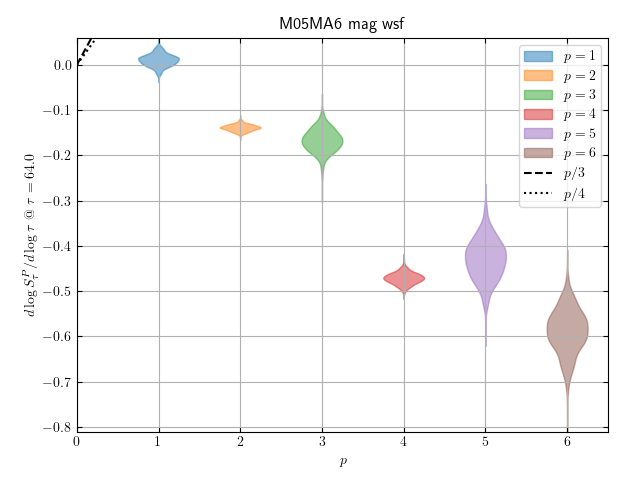 M05MA6 mag wsf
d log S_τ^P / d log τ @ τ = 64.0
0.0
−0.1
−0.2
−0.3
−0.4
−0.5
−0.6
−0.7
−0.8
0 1 2 3 4 5 6
p
p = 1
p = 2
p = 3
p = 4
p = 5
p = 6
p/3
p/4